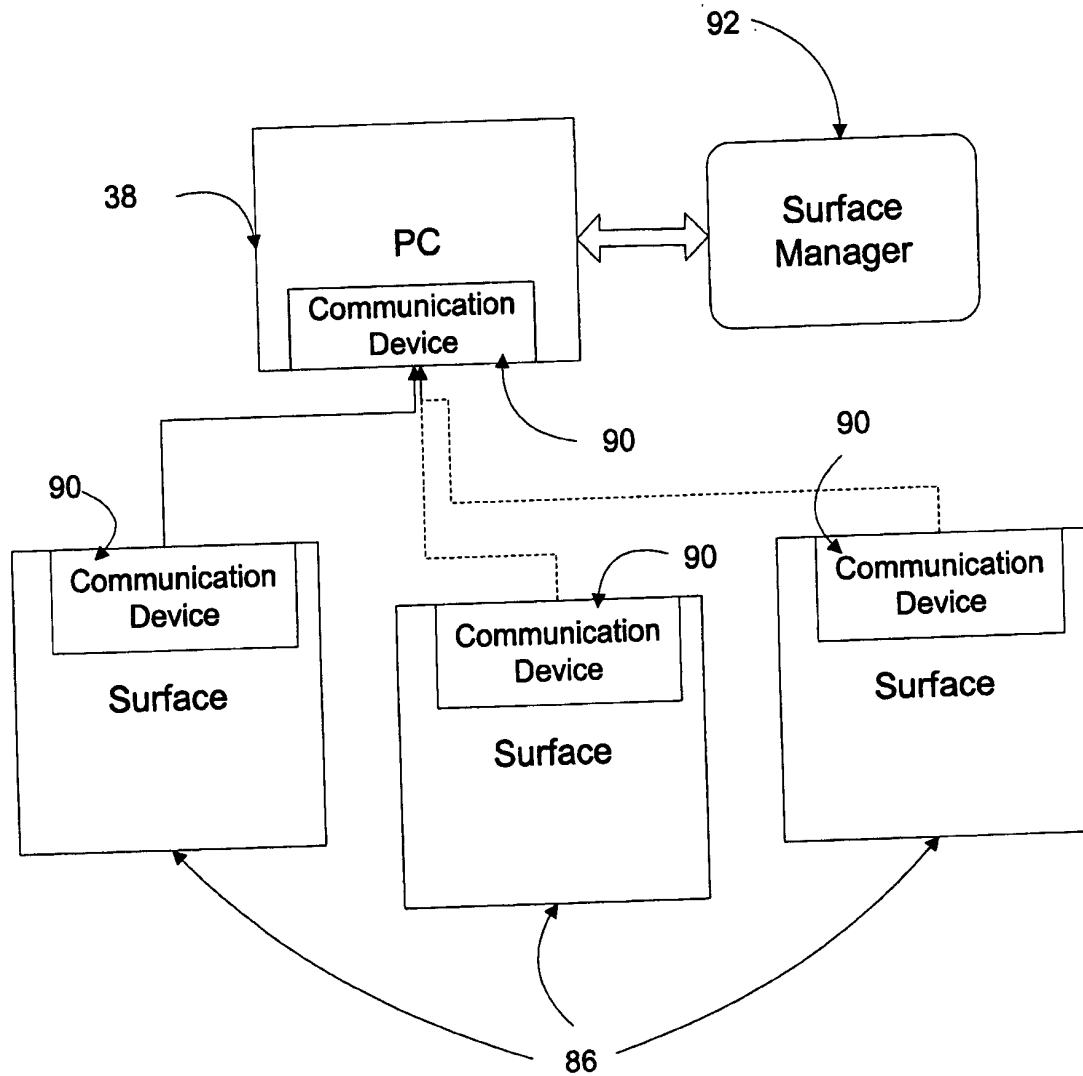 92
38
PC
Surface
Manager
Communication
Device
90
90
90
90
Communication
Device
Surface
Communication
Device
Surface
Communication
Device
Surface
86